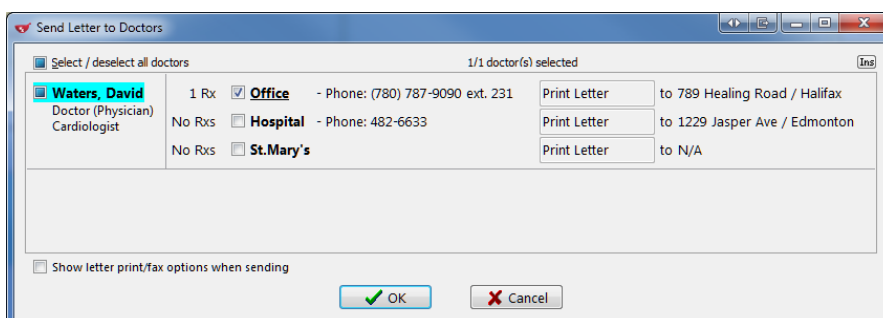 Send Letter to Doctors
Select / deselect all doctors 1/1 doctor(s) selected Ins
Waters, David 1 Rx Office - Phone: (780) 787-9090 ext. 231 Print Letter to 789 Healing Road / Halifax
Doctor (Physician)
Cardiologist
No Rxs Hospital - Phone: 482-6633 Print Letter to 1229 Jasper Ave / Edmonton
No Rxs St.Mary's Print Letter to N/A
Show letter print/fax options when sending
OK Cancel